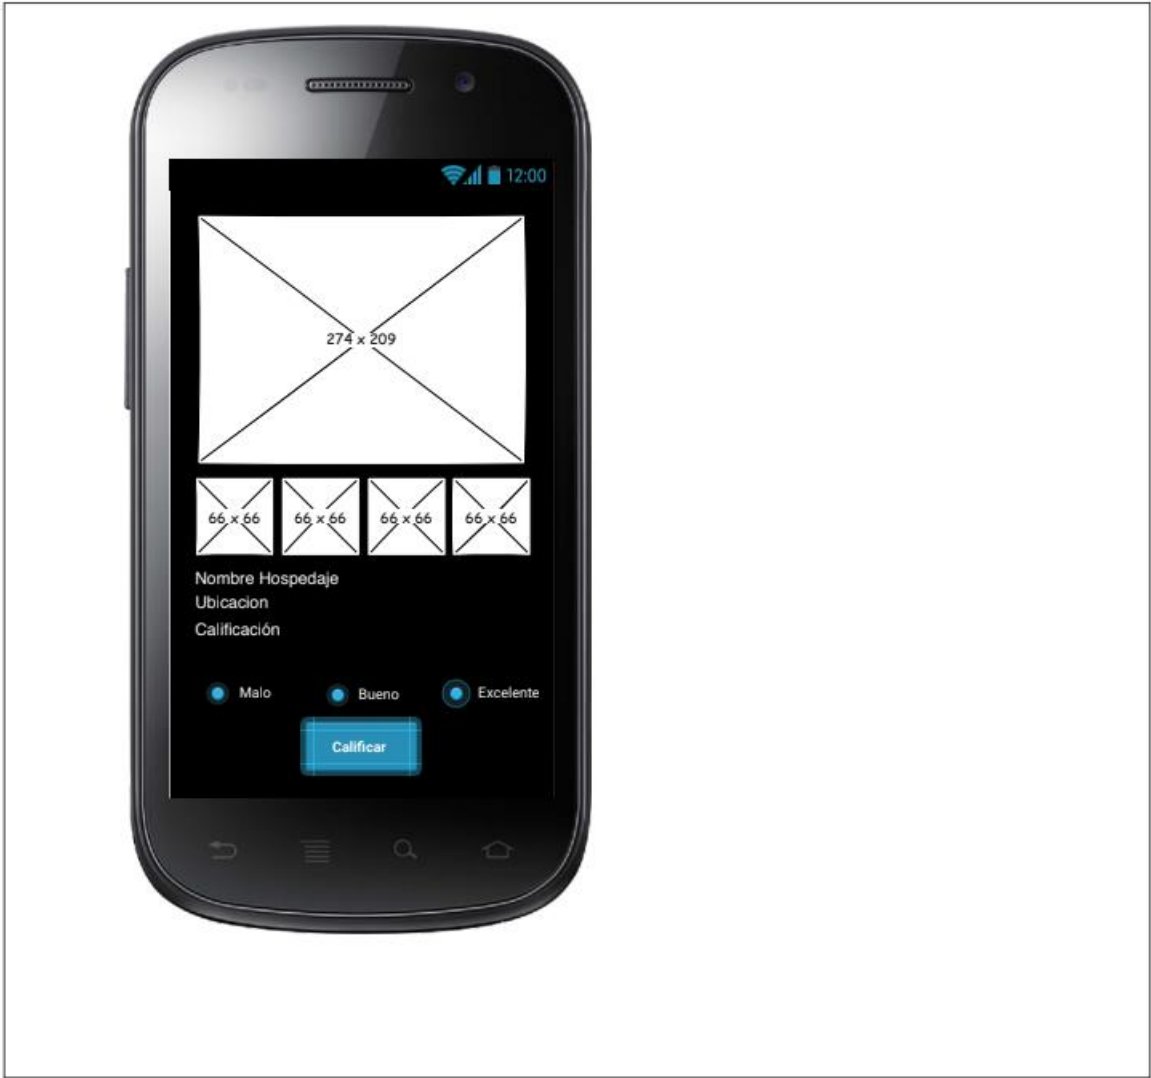 12:00
274 x 209
66 x 66 66 x 66 66 x 66 66 x 66
Nombre Hospedaje
Ubicacion
Calificación
Malo Bueno Excelente
Calificar